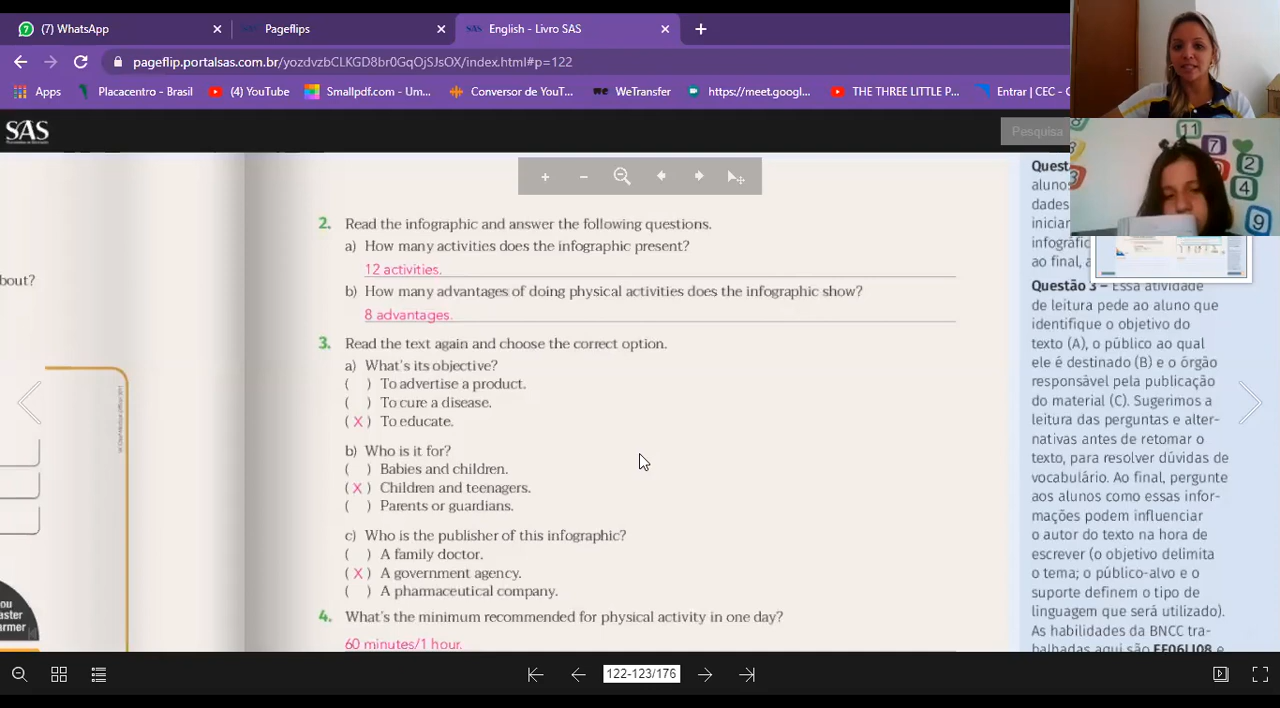 (7) WhatsApp
Pageflips
English - Livro SAS
pageflip.portalsas.com.br/yozdvzbCLKGD8br0GqOjSJsOX/index.html#p=122
Apps
Placacentro - Brasil
(4) YouTube
Smallpdf.com - Um...
Conversor de YouT...
WeTransfer
https://meet.googl...
THE THREE LITTLE P...
Entrar | CEC - C
SAS
Pesquisa
11
7
2
4
9
2. Read the infographic and answer the following questions.
a) How many activities does the infographic present?
12 activities.
b) How many advantages of doing physical activities does the infographic show?
8 advantages.
3. Read the text again and choose the correct option.
a) What's its objective?
( ) To advertise a product.
( ) To cure a disease.
( X ) To educate.
b) Who is it for?
( ) Babies and children.
( X ) Children and teenagers.
( ) Parents or guardians.
c) Who is the publisher of this infographic?
( ) A family doctor.
( X ) A government agency.
( ) A pharmaceutical company.
4. What's the minimum recommended for physical activity in one day?
60 minutes/1 hour.
bout?
ou
aster
armer
Quest
alunos
dades
iniciar
infográfic
ao final, a
Questão 3 – Essa atividade
de leitura pede ao aluno que
identifique o objetivo do
texto (A), o público ao qual
ele é destinado (B) e o órgão
responsável pela publicação
do material (C). Sugerimos a
leitura das perguntas e alter-
nativas antes de retomar o
texto, para resolver dúvidas de
vocabulário. Ao final, pergunte
aos alunos como essas infor-
mações podem influenciar
o autor do texto na hora de
escrever (o objetivo delimita
o tema; o público-alvo e o
suporte definem o tipo de
linguagem que será utilizado).
As habilidades da BNCC tra-
balhadas aqui são EF06LI08 e
122-123/176